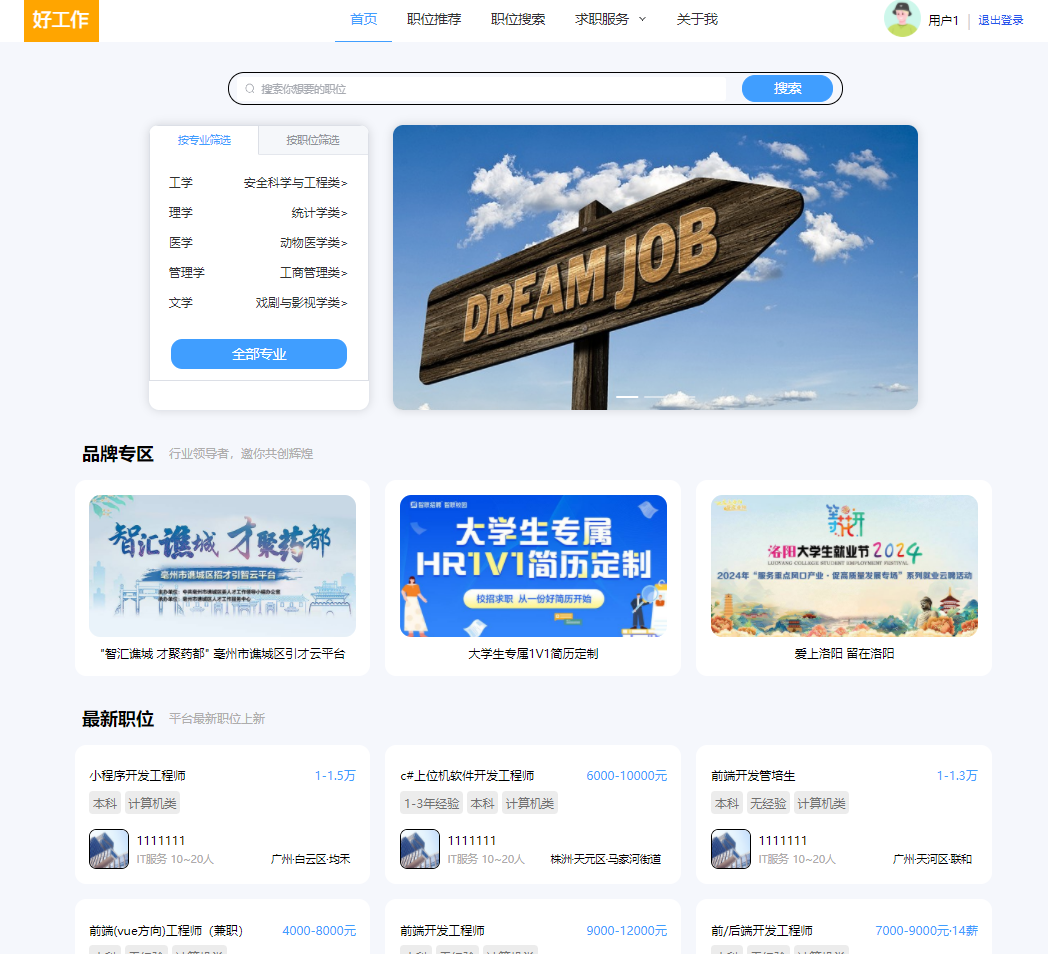 好工作
首页
职位推荐
职位搜索
求职服务
关于我
用户1
退出登录
搜索你想要的职位
搜索
按专业筛选
按职位筛选
工学
安全科学与工程类>
理学
统计学类>
医学
动物医学类>
管理学
工商管理类>
文学
戏剧与影视学类>
全部专业
DREAM JOB
品牌专区
行业领导者，邀你共创辉煌
智汇谯城 才聚药都
亳州市谯城区招才引智云平台
大学生专属
HR1V1简历定制
校招求职 从一份好简历开始
洛阳大学生就业节2024
LUOYANG COLLEGE STUDENT EMPLOYMENT FESTIVAL
2024年“服务重点风口产业·促高质量发展专场”系列就业云聘活动
"智汇谯城 才聚药都" 亳州市谯城区引才云平台
大学生专属1V1简历定制
爱上洛阳 留在洛阳
最新职位
平台最新职位上新
小程序开发工程师
1-1.5万
本科
计算机类
1111111
IT服务 10~20人
广州·白云区·均禾
c#上位机软件开发工程师
6000-10000元
1-3年经验
本科
计算机类
1111111
IT服务 10~20人
株洲·天元区·马家河街道
前端开发管培生
1-1.3万
本科
无经验
计算机类
1111111
IT服务 10~20人
广州·天河区·联和
前端(vue方向)工程师（兼职）
4000-8000元
前端开发工程师
9000-12000元
前/后端开发工程师
7000-9000元·14薪